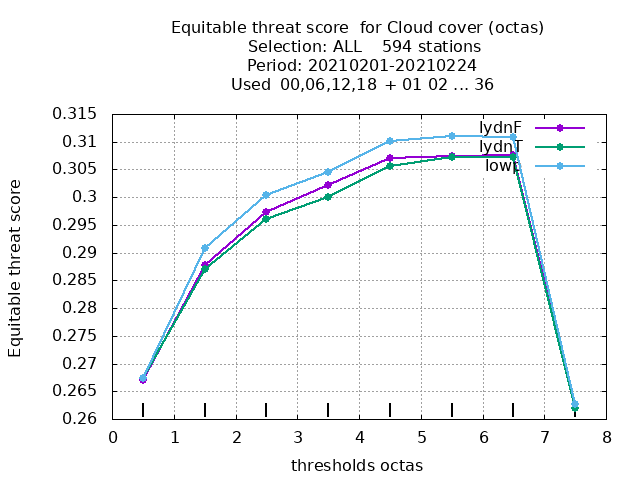 Equitable threat score  for Cloud cover (octas)
Selection: ALL    594 stations
Period: 20210201-20210224
Used  00,06,12,18  + 01 02 ... 36
0.315
0.31
0.305
0.3
0.295
0.29
0.285
0.28
0.275
0.27
0.265
0.26
Equitable threat score
lydnF
lydnT
lowr
0 1 2 3 4 5 6 7 8
thresholds octas